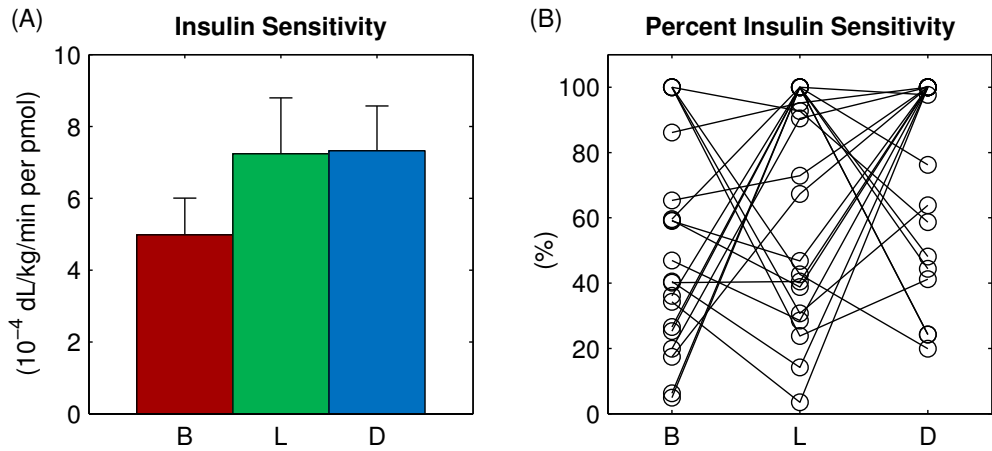 (A)
Insulin Sensitivity
(10⁻⁴ dL/kg/min per pmol)
10
8
6
4
2
0
B L D
(B)
Percent Insulin Sensitivity
(%)
100
80
60
40
20
0
B L D